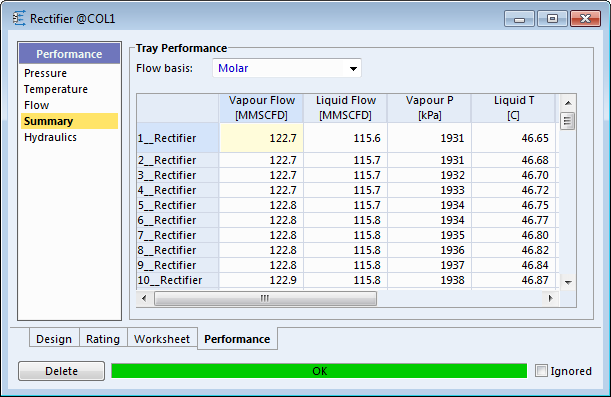 Rectifier @COL1
Performance
Pressure
Temperature
Flow
Summary
Hydraulics
Tray Performance
Flow basis: Molar
Vapour Flow Liquid Flow Vapour P Liquid T
[MMSCFD] [MMSCFD] [kPa] [C]
1__Rectifier 122.7 115.6 1931 46.65
2__Rectifier 122.7 115.7 1931 46.68
3__Rectifier 122.7 115.7 1932 46.70
4__Rectifier 122.7 115.7 1933 46.72
5__Rectifier 122.8 115.8 1934 46.75
6__Rectifier 122.8 115.8 1934 46.77
7__Rectifier 122.8 115.8 1935 46.80
8__Rectifier 122.8 115.8 1936 46.82
9__Rectifier 122.8 115.8 1937 46.84
10__Rectifier 122.9 115.8 1938 46.87
Design Rating Worksheet Performance
Delete OK Ignored